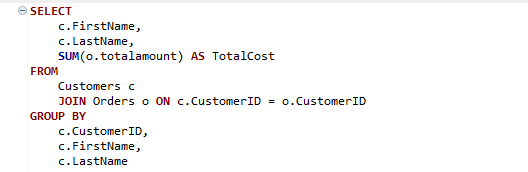 SELECT
c.FirstName,
c.LastName,
SUM(o.totalamount) AS TotalCost
FROM
Customers c
JOIN Orders o ON c.CustomerID = o.CustomerID
GROUP BY
c.CustomerID,
c.FirstName,
c.LastName